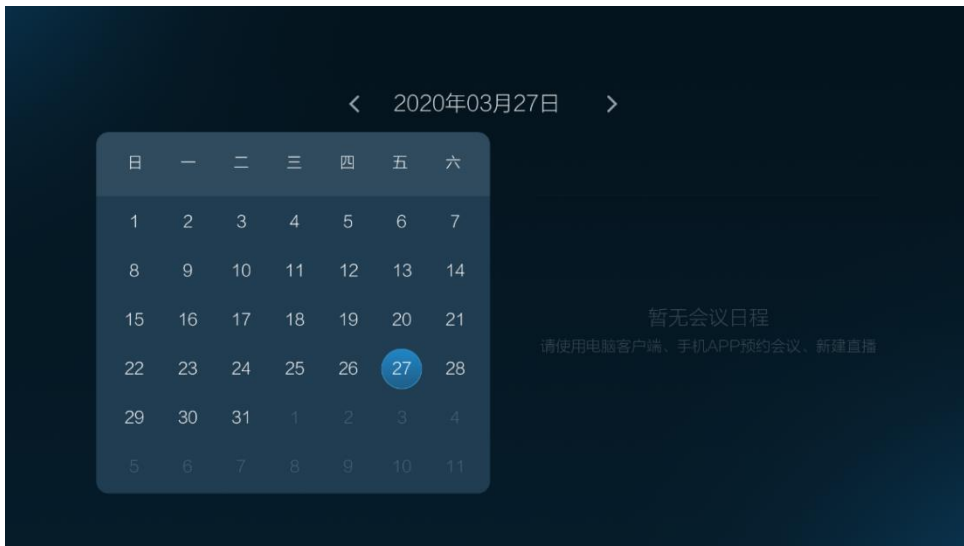 2020年03月27日
日 一 二 三 四 五 六
1 2 3 4 5 6 7
8 9 10 11 12 13 14
15 16 17 18 19 20 21
22 23 24 25 26 27 28
29 30 31 1 2 3 4
5 6 7 8 9 10 11
暂无会议日程
请使用电脑客户端、手机APP预约会议、新建直播